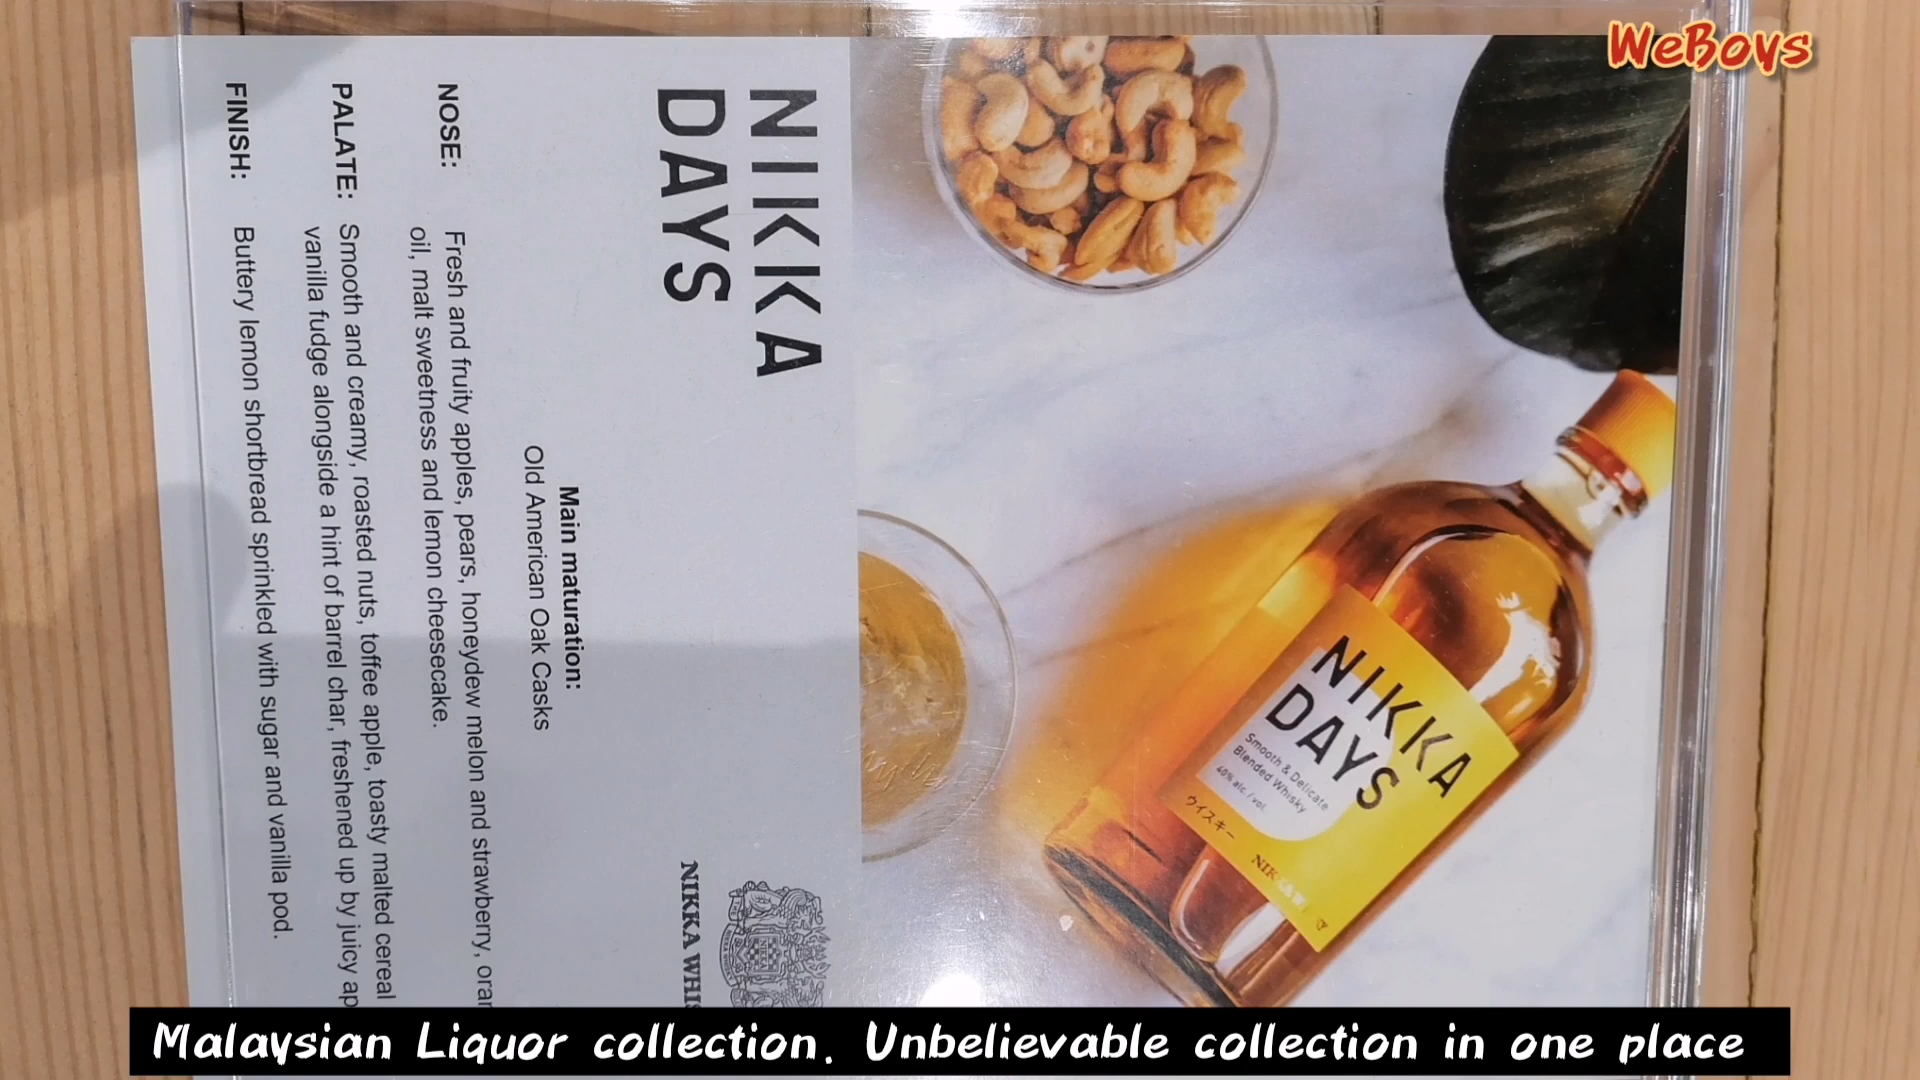 WeBoys
NIKKA
DAYS
NIKKA
Main maturation:
Old American Oak Casks
NOSE: Fresh and fruity apples, pears, honeydew melon and strawberry,
oil, malt sweetness and lemon cheesecake.
PALATE: Smooth and creamy, roasted nuts, toffee apple, toasty malted cereal
vanilla fudge alongside a hint of barrel char, freshened up by juicy
FINISH: Buttery lemon shortbread sprinkled with sugar and vanilla pod.
NIKKA
DAYS
Smooth & Delicate
Blended Whisky
40% alc./vol.
ウイスキー
Malaysian Liquor collection. Unbelievable collection in one place